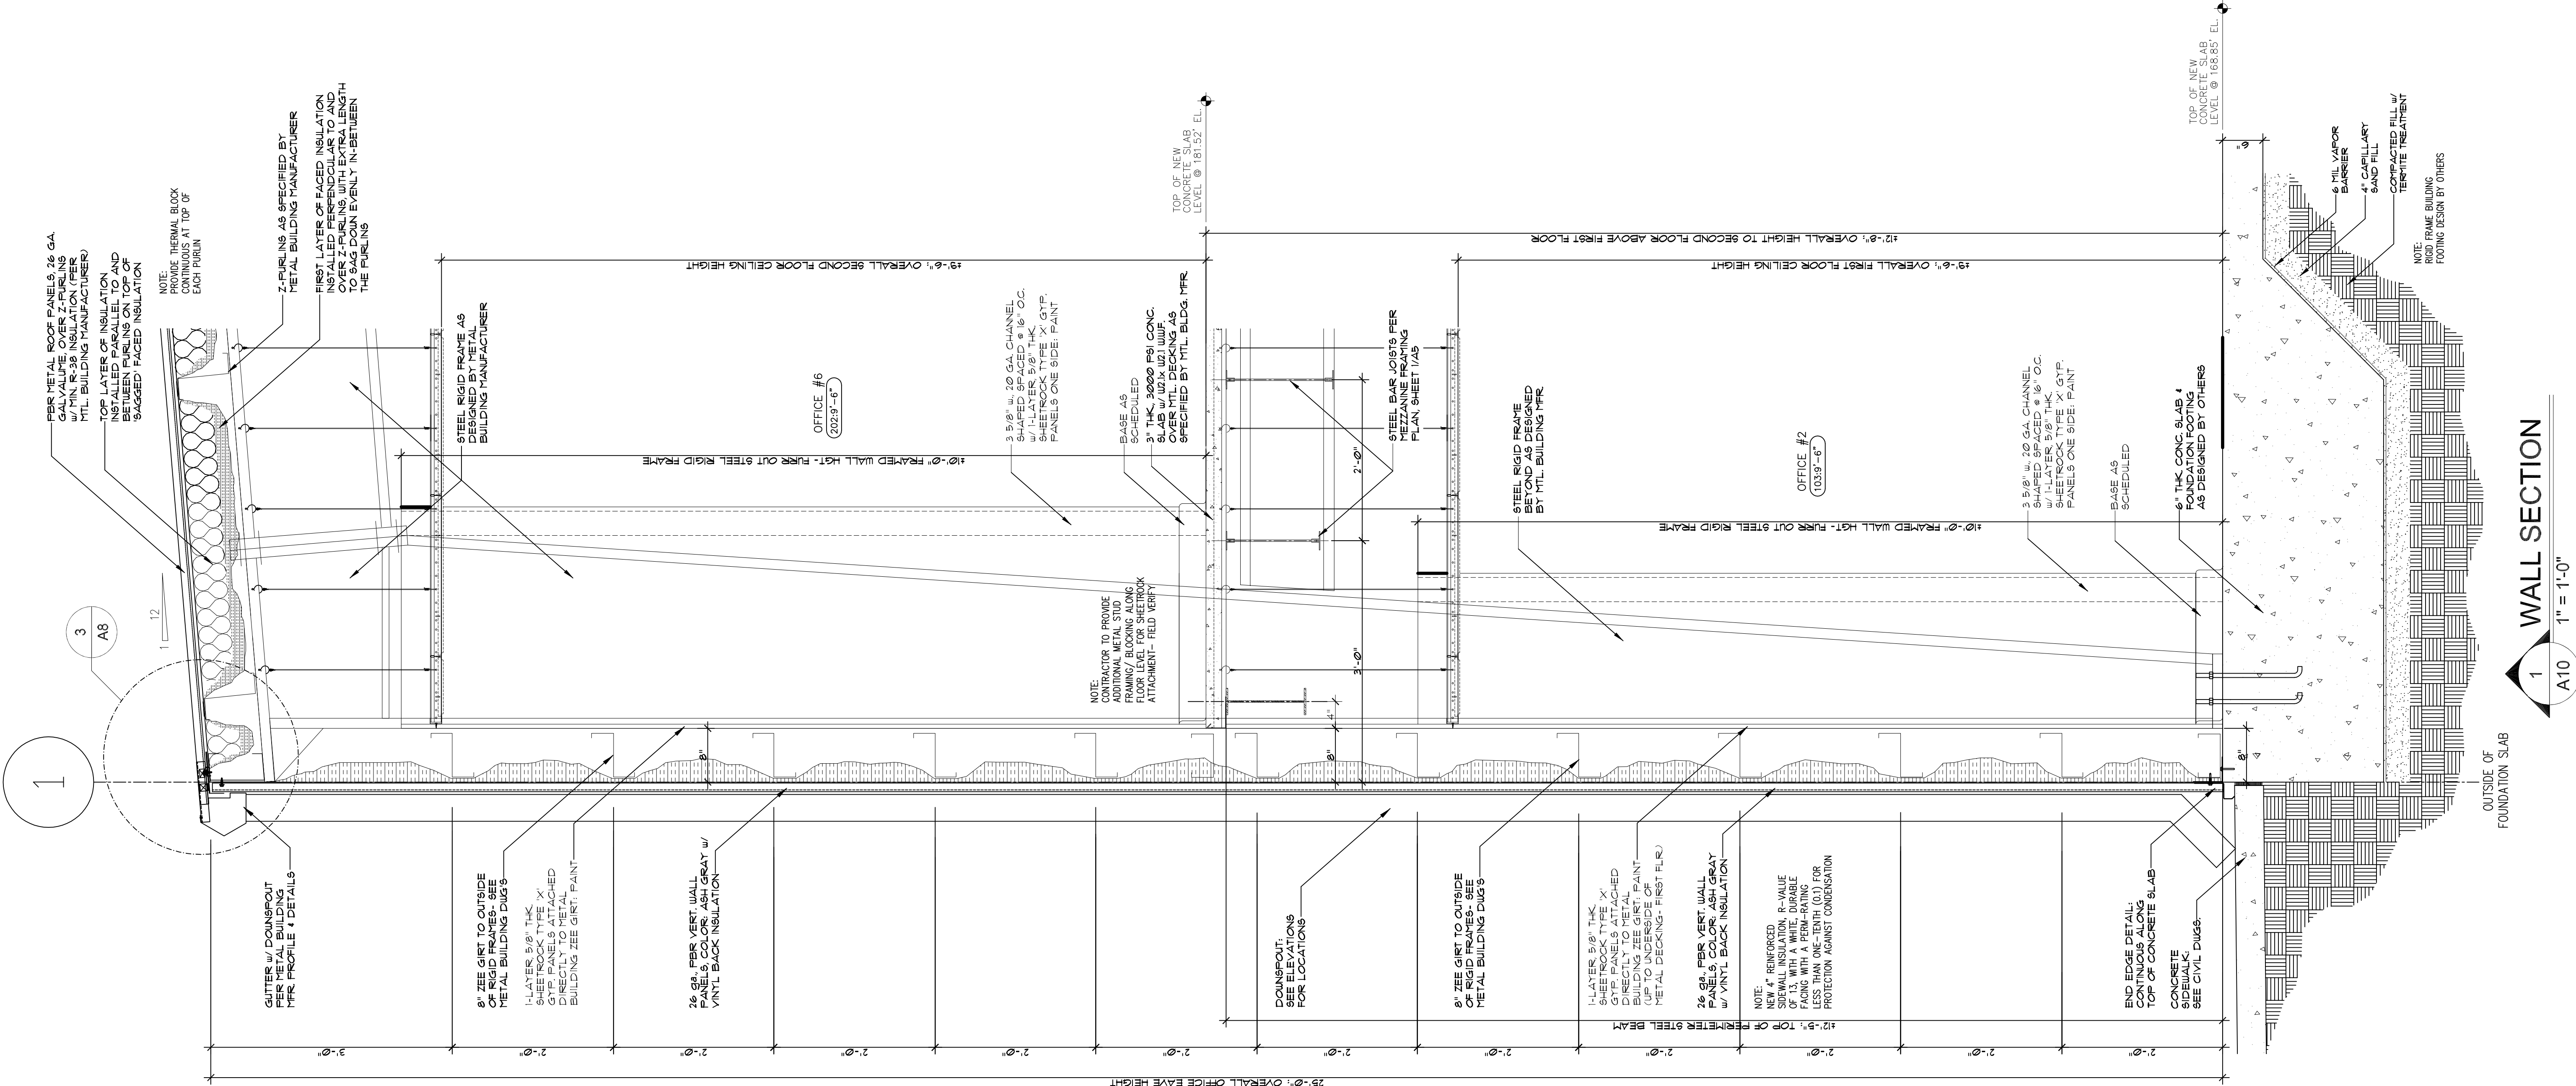 1
3
A8
12
1
PBR METAL ROOF PANELS, 26 GA.
GALVALUME, OVER Z-PURLINS
w/ MIN. R-38 INSULATION (PER
MTL. BUILDING MANUFACTURER)
TOP LAYER OF INSULATION
INSTALLED PARALLEL TO AND
BETWEEN PURLINS ON TOP OF
'SAGGED' FACED INSULATION
NOTE:
PROVIDE THERMAL BLOCK
CONTINUOUS AT TOP OF
EACH PURLIN
Z-PURLINS AS SPECIFIED BY
METAL BUILDING MANUFACTURER
FIRST LAYER OF FACED INSULATION
INSTALLED PERPENDCULAR TO AND
OVER Z-PURLINS, WITH EXTRA LENGTH
TO SAG DOWN EVENLY IN-BETWEEN
THE PURLINS
STEEL RIGID FRAME AS
DESIGNED BY METAL
BUILDING MANUFACTURER
±9'-6": OVERALL SECOND FLOOR CEILING HEIGHT
OFFICE #6
202:9'-6"
±10'-0" FRAMED WALL HGT- FURR OUT STEEL RIGID FRAME
3 5/8" w, 20 GA. CHANNEL
SHAPED SPACED @ 16" O.C.
w/ 1-LAYER, 5/8" THK.
SHEETROCK TYPE 'X' GYP.
PANELS ONE SIDE: PAINT
BASE AS
SCHEDULED
3" THK, 3000 PSI CONC.
SLAB w/ W2.1x W2.1 WWF.
OVER MTL. DECKING AS
SPECIFIED BY MTL. BLDG. MFR
TOP OF NEW
CONCRETE SLAB
LEVEL @ 181.52' EL.
NOTE:
CONTRACTOR TO PROVIDE
ADDITIONAL METAL STUD
FRAMING/ BLOCKING ALONG
FLOOR LEVEL FOR SHEETROCK
ATTACHMENT- FIELD VERIFY
±12'-8": OVERALL HEIGHT TO SECOND FLOOR ABOVE FIRST FLOOR
2'-0"
3'-0"
4"
8"
8"
STEEL BAR JOISTS PER
MEZZANINE FRAMING
PLAN, SHEET 1/A5
±9'-6": OVERALL FIRST FLOOR CEILING HEIGHT
STEEL RIGID FRAME
BEYOND AS DESIGNED
BY MTL. BUILDING MFR.
OFFICE #2
103:9'-6"
±10'-0" FRAMED WALL HGT- FURR OUT STEEL RIGID FRAME
3 5/8" w, 20 GA. CHANNEL
SHAPED SPACED @ 16" O.C.
w/ 1-LAYER, 5/8" THK.
SHEETROCK TYPE 'X' GYP.
PANELS ONE SIDE: PAINT
BASE AS
SCHEDULED
6" THK. CONC. SLAB &
FOUNDATION FOOTING
AS DESIGNED BY OTHERS
TOP OF NEW
CONCRETE SLAB
LEVEL @ 168.85' EL.
6"
6 MIL VAPOR
BARRIER
4" CAPILLARY
SAND FILL
COMPACTED FILL w/
TERMITE TREATMENT
NOTE:
RIGID FRAME BUILDING
FOOTING DESIGN BY OTHERS
GUTTER w/ DOWNSPOUT
PER METAL BUILDING
MFR. PROFILE & DETAILS
8" ZEE GIRT TO OUTSIDE
OF RIGID FRAMES- SEE
METAL BUILDING DWG'S
1-LAYER, 5/8" THK.
SHEETROCK TYPE 'X'
GYP. PANELS ATTACHED
DIRECTLY TO METAL
BUILDING ZEE GIRT: PAINT
26 ga., PBR VERT. WALL
PANELS, COLOR: ASH GRAY w/
VINYL BACK INSULATION
DOWNSPOUT:
SEE ELEVATIONS
FOR LOCATIONS
8" ZEE GIRT TO OUTSIDE
OF RIGID FRAMES- SEE
METAL BUILDING DWG'S
1-LAYER, 5/8" THK.
SHEETROCK TYPE 'X'
GYP. PANELS ATTACHED
DIRECTLY TO METAL
BUILDING ZEE GIRT: PAINT
(UP TO UNDERSIDE OF
METAL DECKING- FIRST FLR.)
26 ga., PBR VERT. WALL
PANELS, COLOR: ASH GRAY
w/ VINYL BACK INSULATION
NOTE:
NEW 4" REINFORCED
SIDEWALL INSULATION, R-VALUE
OF 13, WITH A WHITE, DURABLE
FACING WITH A PERM-RATING
LESS THAN ONE-TENTH (0.1) FOR
PROTECTION AGAINST CONDENSATION
END EDGE DETAIL:
CONTINUOUS ALONG
TOP OF CONCRETE SLAB
CONCRETE
SIDEWALK:
SEE CIVIL DWGS.
8"
±12'-5": TOP OF PERIMETER STEEL BEAM
3'-0"
2'-0"
2'-0"
2'-0"
2'-0"
2'-0"
2'-0"
2'-0"
2'-0"
2'-0"
2'-0"
2'-0"
25'-0": OVERALL OFFICE EAVE HEIGHT
OUTSIDE OF
FOUNDATION SLAB
1
A10
WALL SECTION
1" = 1'-0"